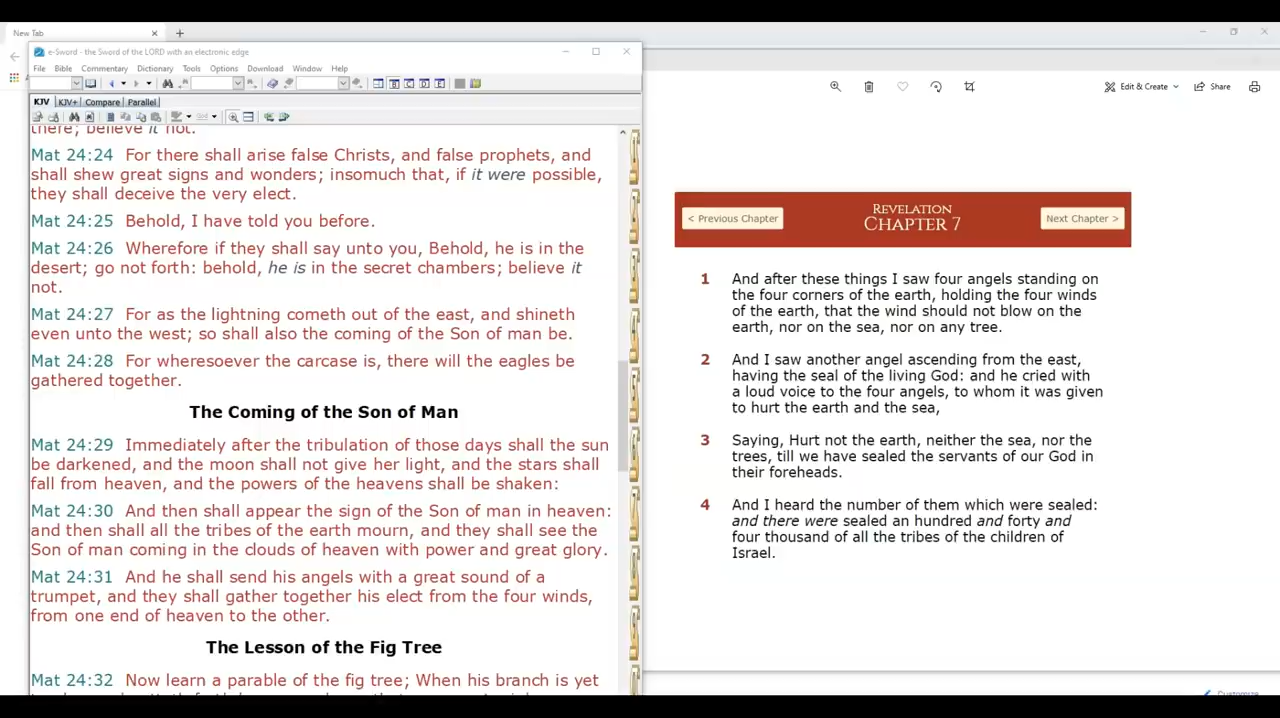 New Tab
e-Sword - the Sword of the LORD with an electronic edge
File Bible Commentary Dictionary Tools Options Download Window Help
KJV KJV+ Compare Parallel
there; believe it not.
Mat 24:24 For there shall arise false Christs, and false prophets, and
shall shew great signs and wonders; insomuch that, if it were possible,
they shall deceive the very elect.
Mat 24:25 Behold, I have told you before.
Mat 24:26 Wherefore if they shall say unto you, Behold, he is in the
desert; go not forth: behold, he is in the secret chambers; believe it
not.
Mat 24:27 For as the lightning cometh out of the east, and shineth
even unto the west; so shall also the coming of the Son of man be.
Mat 24:28 For wheresoever the carcase is, there will the eagles be
gathered together.
The Coming of the Son of Man
Mat 24:29 Immediately after the tribulation of those days shall the sun
be darkened, and the moon shall not give her light, and the stars shall
fall from heaven, and the powers of the heavens shall be shaken:
Mat 24:30 And then shall appear the sign of the Son of man in heaven:
and then shall all the tribes of the earth mourn, and they shall see the
Son of man coming in the clouds of heaven with power and great glory.
Mat 24:31 And he shall send his angels with a great sound of a
trumpet, and they shall gather together his elect from the four winds,
from one end of heaven to the other.
The Lesson of the Fig Tree
Mat 24:32 Now learn a parable of the fig tree; When his branch is yet
Edit & Create Share
< Previous Chapter
REVELATION
CHAPTER 7
Next Chapter >
1 And after these things I saw four angels standing on
the four corners of the earth, holding the four winds
of the earth, that the wind should not blow on the
earth, nor on the sea, nor on any tree.
2 And I saw another angel ascending from the east,
having the seal of the living God: and he cried with
a loud voice to the four angels, to whom it was given
to hurt the earth and the sea,
3 Saying, Hurt not the earth, neither the sea, nor the
trees, till we have sealed the servants of our God in
their foreheads.
4 And I heard the number of them which were sealed:
and there were sealed an hundred and forty and
four thousand of all the tribes of the children of
Israel.
Customize